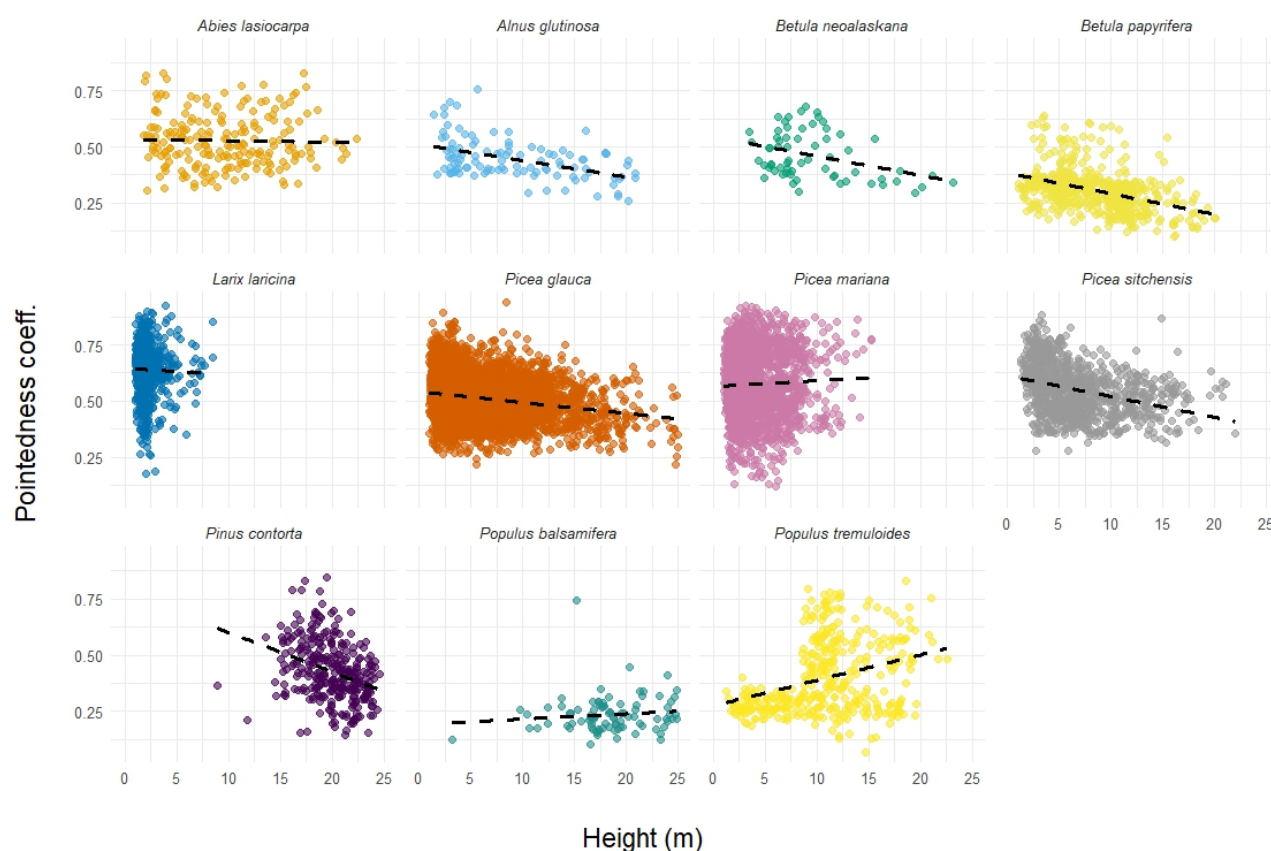 Abies lasiocarpa
Alnus glutinosa
Betula neoalaskana
Betula papyrifera
0.75
0.50
0.25
Larix laricina
Picea glauca
Picea mariana
Picea sitchensis
0.75
0.50
0.25
0 5 10 15 20 25
Pinus contorta
Populus balsamifera
Populus tremuloides
0.75
0.50
0.25
0 5 10 15 20 25
0 5 10 15 20 25
0 5 10 15 20 25
Pointedness coeff.
Height (m)